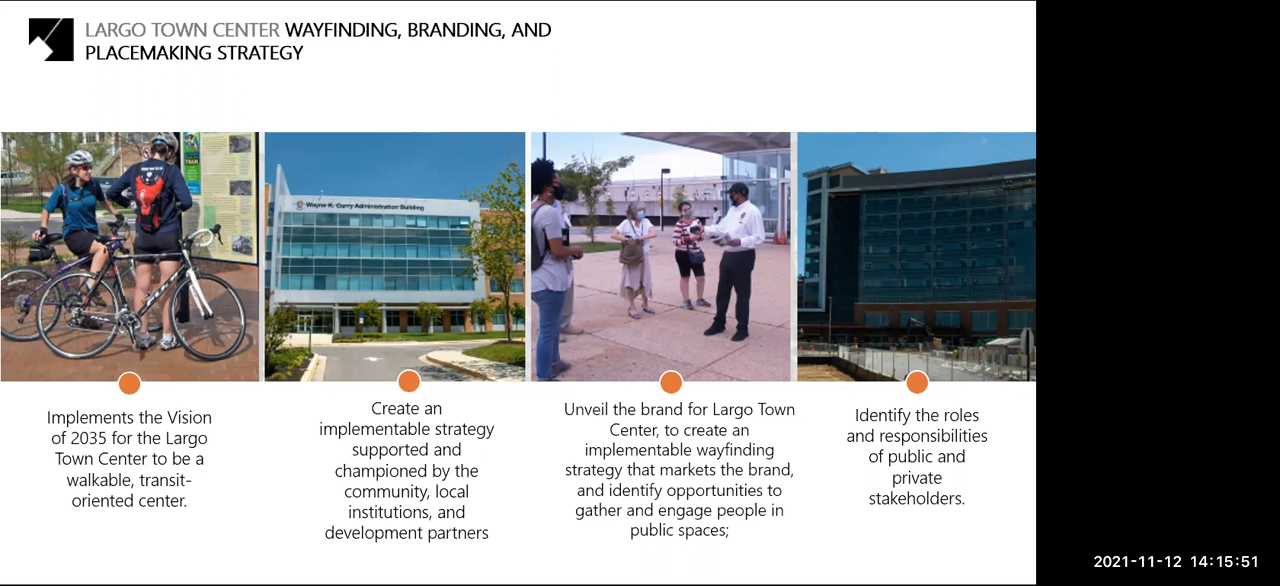 LARGO TOWN CENTER WAYFINDING, BRANDING, AND
PLACEMAKING STRATEGY
Wayne K. Curry Administration Building
Implements the Vision
of 2035 for the Largo
Town Center to be a
walkable, transit-
oriented center.
Create an
implementable strategy
supported and
championed by the
community, local
institutions, and
development partners
Unveil the brand for Largo Town
Center, to create an
implementable wayfinding
strategy that markets the brand,
and identify opportunities to
gather and engage people in
public spaces;
Identify the roles
and responsibilities
of public and
private
stakeholders.
2021-11-12 14:15:51